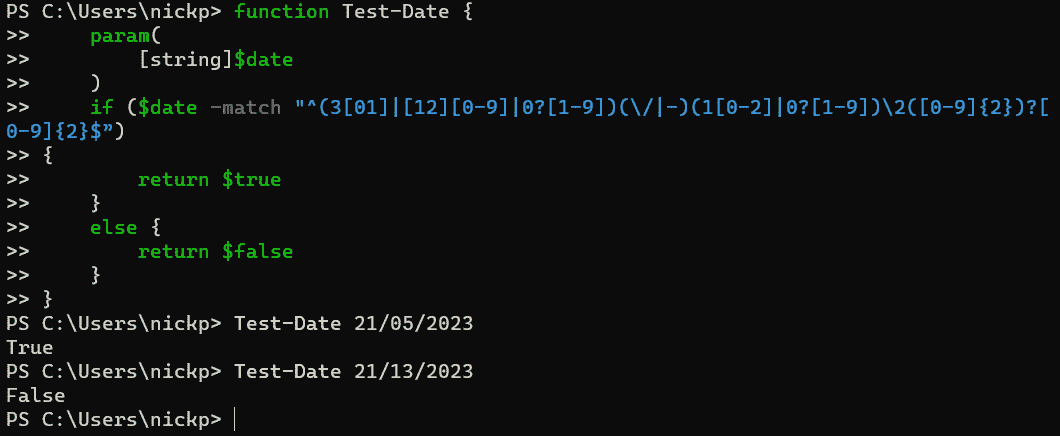 PS C:\Users\nickp> function Test-Date {
>>     param(
>>         [string]$date
>>     )
>>     if ($date -match "^(3[01]|[12][0-9]|0?[1-9])(\/|-)(1[0-2]|0?[1-9])\2([0-9]{2})?[
0-9]{2}$”)
>> {
>>         return $true
>>     }
>>     else {
>>         return $false
>>     }
>> }
PS C:\Users\nickp> Test-Date 21/05/2023
True
PS C:\Users\nickp> Test-Date 21/13/2023
False
PS C:\Users\nickp>